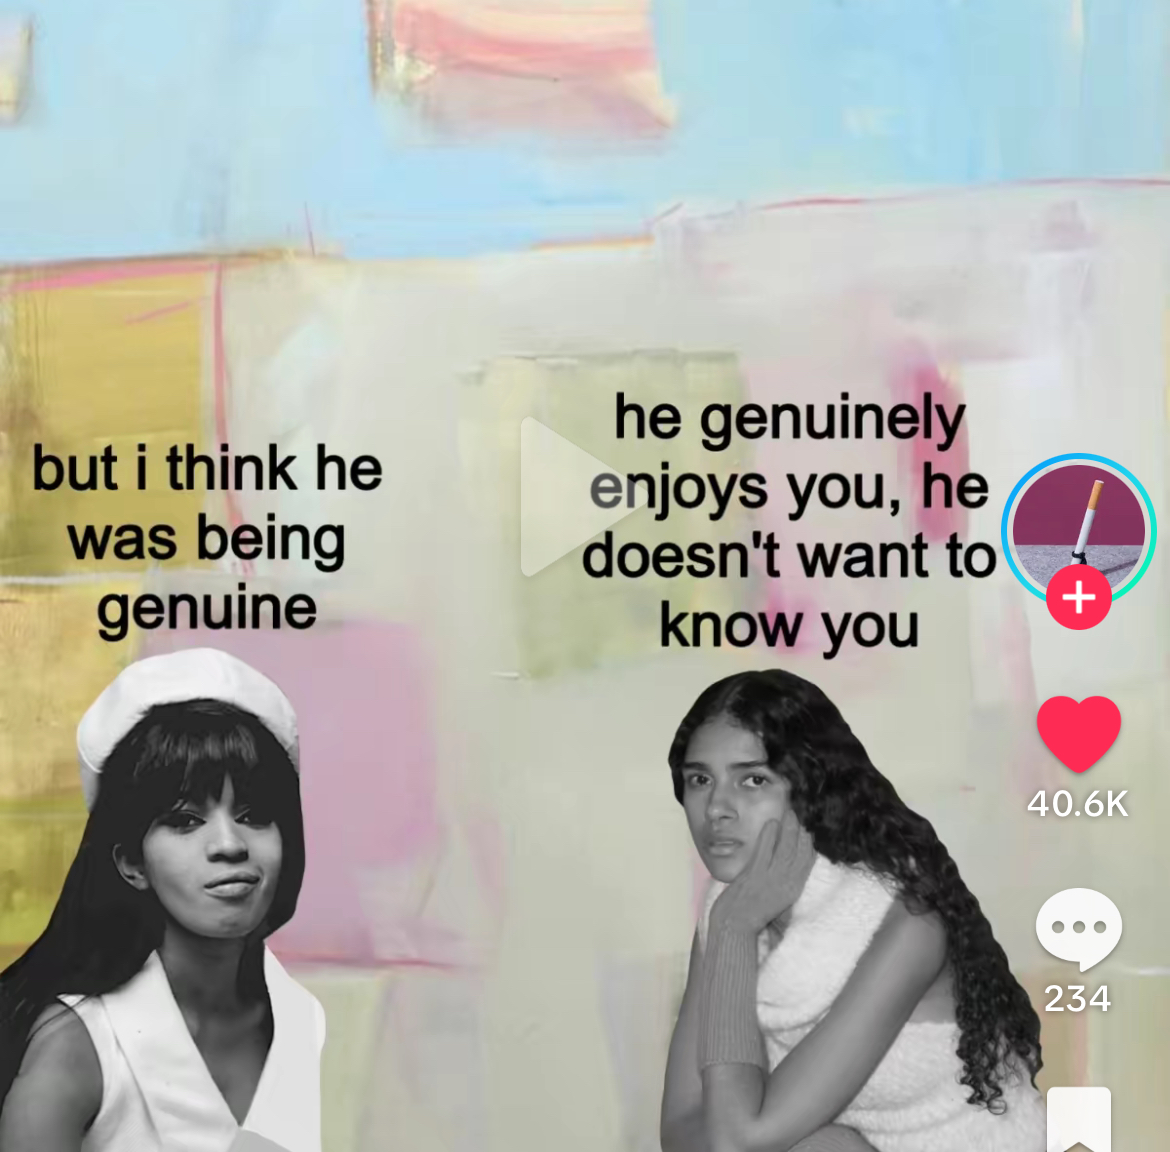 but i think he
was being
genuine
he genuinely
enjoys you, he
doesn't want to
know you
40.6K
234